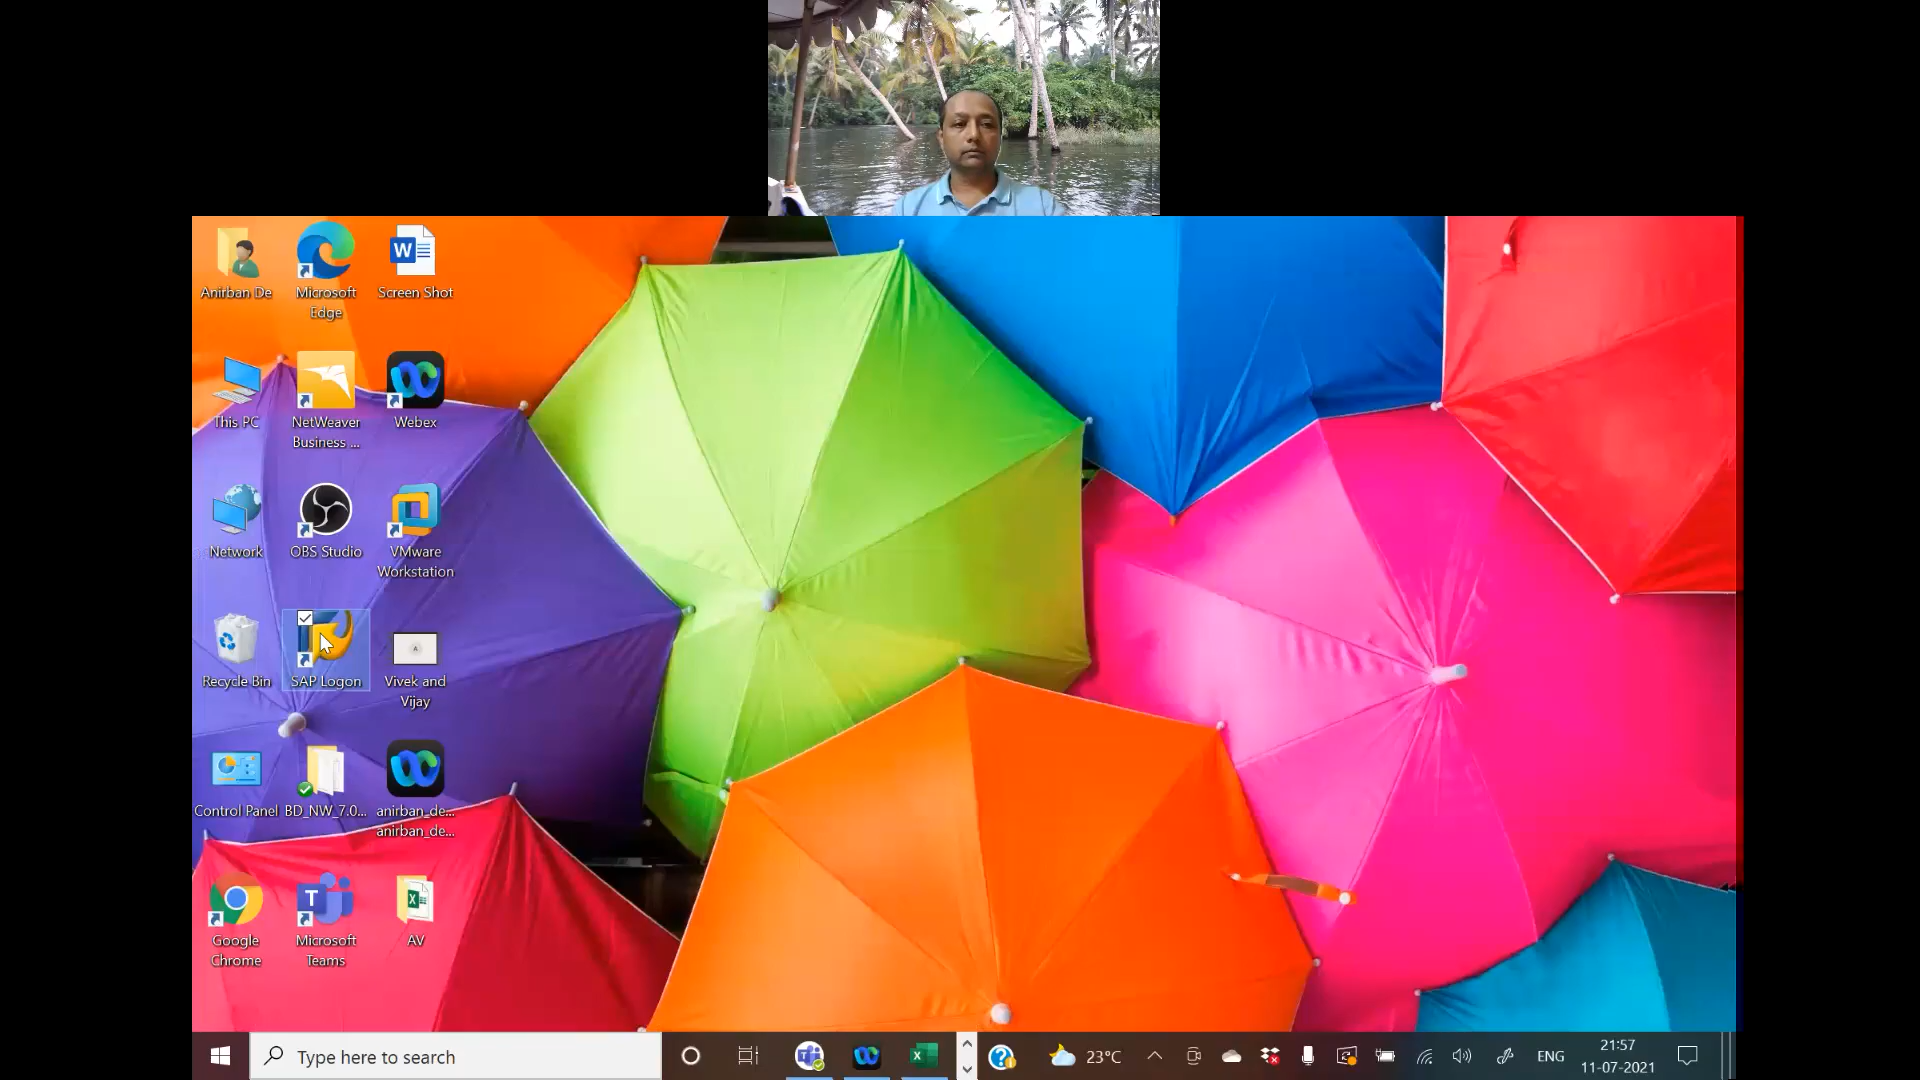 Anirban De
Microsoft
Edge
Screen Shot
This PC
NetWeaver
Business ...
Webex
Network
OBS Studio
VMware
Workstation
Recycle Bin
SAP Logon
Vivek and
Vijay
Control Panel
BD_NW_7.0...
anirban_de...
anirban_de...
Google
Chrome
Microsoft
Teams
AV
Type here to search
23°C
ENG
21:57
11-07-2021